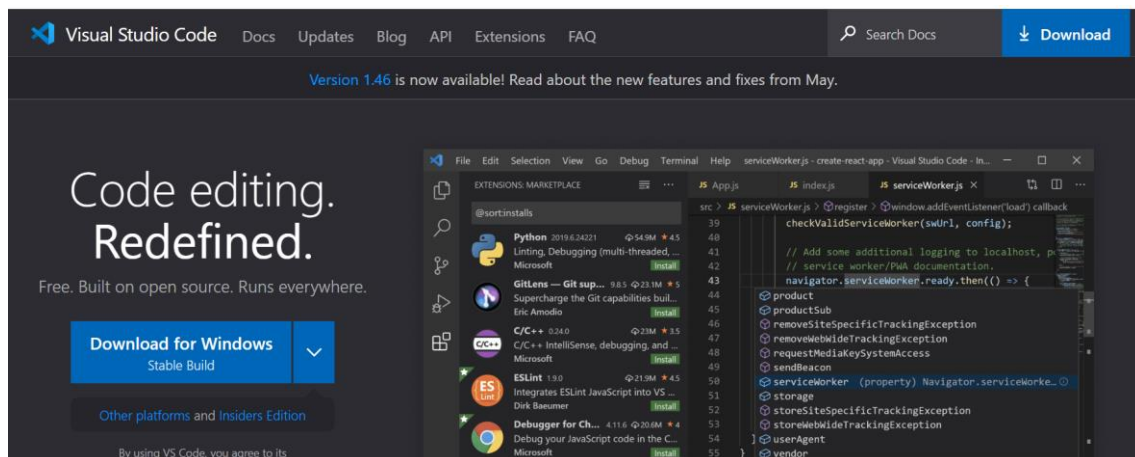 Visual Studio Code Docs Updates Blog API Extensions FAQ Search Docs Download
Version 1.46 is now available! Read about the new features and fixes from May.
Code editing.
Redefined.
Free. Built on open source. Runs everywhere.
Download for Windows
Stable Build
Other platforms and Insiders Edition
By using VS Code, you agree to its
File Edit Selection View Go Debug Terminal Help serviceWorker.js - create-react-app - Visual Studio Code - In...
EXTENSIONS: MARKETPLACE
@sort:installs
Python 2019.6.24221 54.9M ★ 4.5
Linting, Debugging (multi-threaded, ...
Microsoft Install
GitLens — Git sup... 9.8.5 23.1M ★ 5
Supercharge the Git capabilities buil...
Eric Amodio Install
C/C++ 0.24.0 23M ★ 3.5
C/C++ IntelliSense, debugging, and ...
Microsoft Install
ESLint 1.9.0 21.9M ★ 4.5
Integrates ESLint JavaScript into VS ...
Dirk Baeumer Install
Debugger for Ch... 4.11.6 20.6M ★ 4
Debug your JavaScript code in the C...
Microsoft Install
JS App.js JS index.js JS serviceWorker.js
src > JS serviceWorker.js > register > window.addEventListener('load') callback
39 checkValidServiceWorker(swUrl, config);
40
41 // Add some additional logging to localhost, p
42 // service worker/PWA documentation.
43 navigator.serviceWorker.ready.then(() => {
44 product
45 productSub
46 removeSiteSpecificTrackingException
47 removeWebWideTrackingException
48 requestMediaKeySystemAccess
49 sendBeacon
50 serviceWorker (property) Navigator.serviceWorke...
51 storage
52 storeSiteSpecificTrackingException
53 storeWebWideTrackingException
54 ] userAgent
55 } vendor